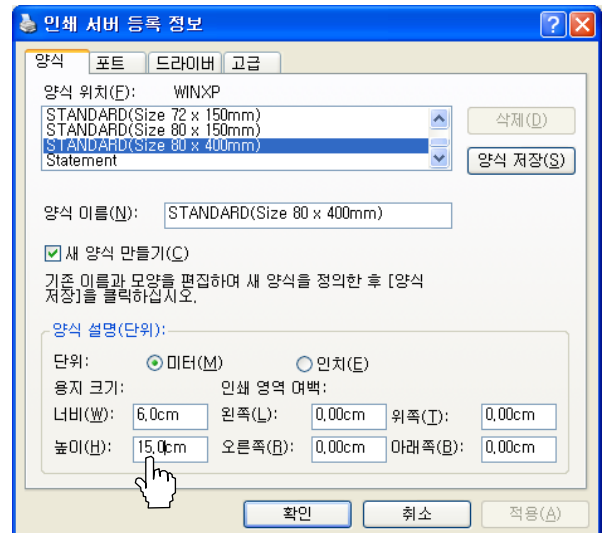 인쇄 서버 등록 정보
양식 포트 드라이버 고급
양식 위치(F): WINXP
STANDARD(Size 72 x 150mm)
STANDARD(Size 80 x 150mm)
STANDARD(Size 80 x 400mm)
Statement
삭제(D)
양식 저장(S)
양식 이름(N): STANDARD(Size 80 x 400mm)
새 양식 만들기(C)
기존 이름과 모양을 편집하여 새 양식을 정의한 후 [양식
저장]을 클릭하십시오.
양식 설명(단위):
단위: 미터(M) 인치(E)
용지 크기: 인쇄 영역 여백:
너비(W): 6,0cm 왼쪽(L): 0,00cm 위쪽(T): 0,00cm
높이(H): 15,0cm 오른쪽(R): 0,00cm 아래쪽(B): 0,00cm
확인 취소 적용(A)